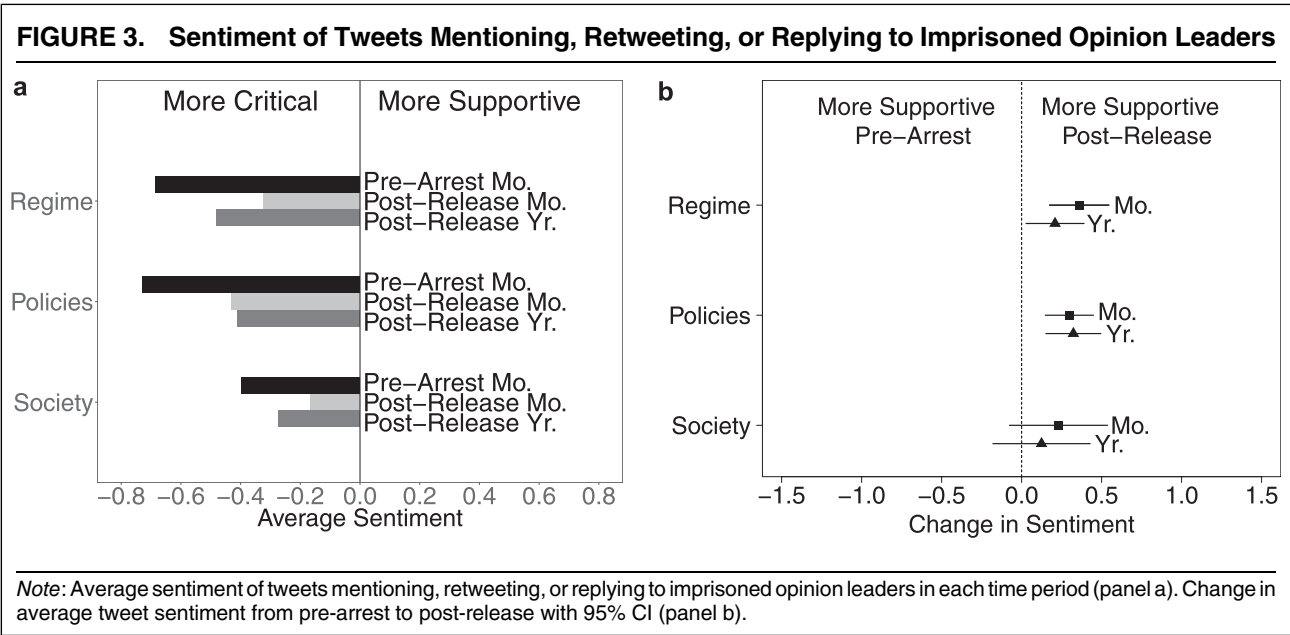 FIGURE 3. Sentiment of Tweets Mentioning, Retweeting, or Replying to Imprisoned Opinion Leaders
a
More Critical
More Supportive
Regime
Pre−Arrest Mo.
Post−Release Mo.
Post−Release Yr.
Policies
Pre−Arrest Mo.
Post−Release Mo.
Post−Release Yr.
Society
Pre−Arrest Mo.
Post−Release Mo.
Post−Release Yr.
−0.8 −0.6 −0.4 −0.2 0.0 0.2 0.4 0.6 0.8
Average Sentiment
b
More Supportive
Pre−Arrest
More Supportive
Post−Release
Regime
Mo.
Yr.
Policies
Mo.
Yr.
Society
Mo.
Yr.
−1.5 −1.0 −0.5 0.0 0.5 1.0 1.5
Change in Sentiment
Note: Average sentiment of tweets mentioning, retweeting, or replying to imprisoned opinion leaders in each time period (panel a). Change in
average tweet sentiment from pre-arrest to post-release with 95% CI (panel b).